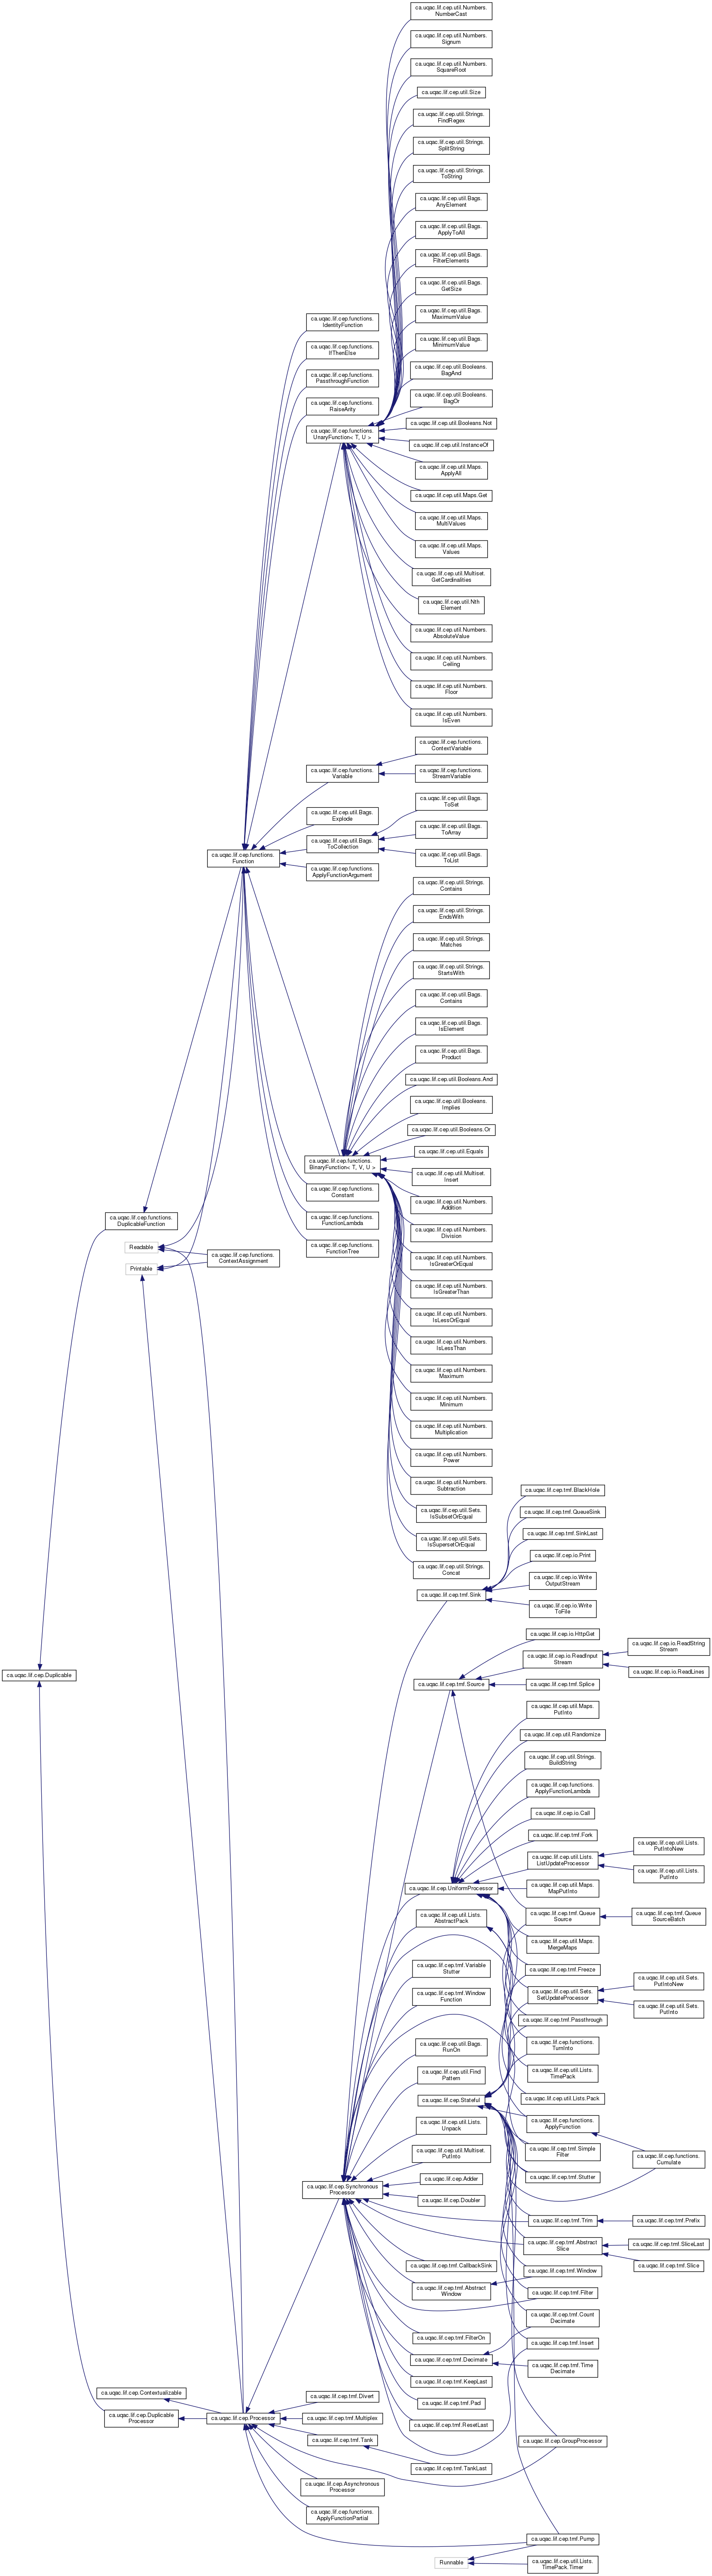 ca.uqac.lif.cep.util.Numbers.
NumberCast
ca.uqac.lif.cep.util.Numbers.
Signum
ca.uqac.lif.cep.util.Numbers.
SquareRoot
ca.uqac.lif.cep.util.Size
ca.uqac.lif.cep.util.Strings.
FindRegex
ca.uqac.lif.cep.util.Strings.
SplitString
ca.uqac.lif.cep.util.Strings.
ToString
ca.uqac.lif.cep.util.Bags.
AnyElement
ca.uqac.lif.cep.util.Bags.
ApplyToAll
ca.uqac.lif.cep.util.Bags.
FilterElements
ca.uqac.lif.cep.util.Bags.
GetSize
ca.uqac.lif.cep.util.Bags.
MaximumValue
ca.uqac.lif.cep.functions.
IdentityFunction
ca.uqac.lif.cep.util.Bags.
MinimumValue
ca.uqac.lif.cep.functions.
IfThenElse
ca.uqac.lif.cep.util.Booleans.
BagAnd
ca.uqac.lif.cep.functions.
PassthroughFunction
ca.uqac.lif.cep.util.Booleans.
BagOr
ca.uqac.lif.cep.functions.
RaiseArity
ca.uqac.lif.cep.util.Booleans.Not
ca.uqac.lif.cep.functions.
UnaryFunction< T, U >
ca.uqac.lif.cep.util.InstanceOf
ca.uqac.lif.cep.util.Maps.
ApplyAll
ca.uqac.lif.cep.util.Maps.Get
ca.uqac.lif.cep.util.Maps.
MultiValues
ca.uqac.lif.cep.util.Maps.
Values
ca.uqac.lif.cep.util.Multiset.
GetCardinalities
ca.uqac.lif.cep.util.Nth
Element
ca.uqac.lif.cep.util.Numbers.
AbsoluteValue
ca.uqac.lif.cep.util.Numbers.
Ceiling
ca.uqac.lif.cep.util.Numbers.
Floor
ca.uqac.lif.cep.util.Numbers.
IsEven
ca.uqac.lif.cep.functions.
ContextVariable
ca.uqac.lif.cep.functions.
Variable
ca.uqac.lif.cep.functions.
StreamVariable
ca.uqac.lif.cep.util.Bags.
ToSet
ca.uqac.lif.cep.util.Bags.
Explode
ca.uqac.lif.cep.util.Bags.
ToArray
ca.uqac.lif.cep.util.Bags.
ToCollection
ca.uqac.lif.cep.util.Bags.
ToList
ca.uqac.lif.cep.functions.
Function
ca.uqac.lif.cep.functions.
ApplyFunctionArgument
ca.uqac.lif.cep.util.Strings.
Contains
ca.uqac.lif.cep.util.Strings.
EndsWith
ca.uqac.lif.cep.util.Strings.
Matches
ca.uqac.lif.cep.util.Strings.
StartsWith
ca.uqac.lif.cep.util.Bags.
Contains
ca.uqac.lif.cep.util.Bags.
IsElement
ca.uqac.lif.cep.util.Bags.
Product
ca.uqac.lif.cep.util.Booleans.And
ca.uqac.lif.cep.util.Booleans.
Implies
ca.uqac.lif.cep.util.Booleans.Or
ca.uqac.lif.cep.util.Equals
ca.uqac.lif.cep.functions.
BinaryFunction< T, V, U >
ca.uqac.lif.cep.util.Multiset.
Insert
ca.uqac.lif.cep.functions.
Constant
ca.uqac.lif.cep.util.Numbers.
Addition
ca.uqac.lif.cep.functions.
DuplicableFunction
ca.uqac.lif.cep.functions.
FunctionLambda
ca.uqac.lif.cep.util.Numbers.
Division
Readable
ca.uqac.lif.cep.functions.
FunctionTree
ca.uqac.lif.cep.functions.
ContextAssignment
ca.uqac.lif.cep.util.Numbers.
IsGreaterOrEqual
Printable
ca.uqac.lif.cep.util.Numbers.
IsGreaterThan
ca.uqac.lif.cep.util.Numbers.
IsLessOrEqual
ca.uqac.lif.cep.util.Numbers.
IsLessThan
ca.uqac.lif.cep.util.Numbers.
Maximum
ca.uqac.lif.cep.util.Numbers.
Minimum
ca.uqac.lif.cep.util.Numbers.
Multiplication
ca.uqac.lif.cep.util.Numbers.
Power
ca.uqac.lif.cep.util.Numbers.
Subtraction
ca.uqac.lif.cep.util.Sets.
IsSubsetOrEqual
ca.uqac.lif.cep.util.Sets.
IsSupersetOrEqual
ca.uqac.lif.cep.util.Strings.
Concat
ca.uqac.lif.cep.tmf.BlackHole
ca.uqac.lif.cep.tmf.QueueSink
ca.uqac.lif.cep.tmf.SinkLast
ca.uqac.lif.cep.io.Print
ca.uqac.lif.cep.io.Write
OutputStream
ca.uqac.lif.cep.tmf.Sink
ca.uqac.lif.cep.io.Write
ToFile
ca.uqac.lif.cep.io.HttpGet
ca.uqac.lif.cep.io.ReadString
Stream
ca.uqac.lif.cep.io.ReadInput
Stream
ca.uqac.lif.cep.io.ReadLines
ca.uqac.lif.cep.Duplicable
ca.uqac.lif.cep.tmf.Source
ca.uqac.lif.cep.tmf.Splice
ca.uqac.lif.cep.util.Maps.
PutInto
ca.uqac.lif.cep.util.Randomize
ca.uqac.lif.cep.util.Strings.
BuildString
ca.uqac.lif.cep.functions.
ApplyFunctionLambda
ca.uqac.lif.cep.io.Call
ca.uqac.lif.cep.tmf.Fork
ca.uqac.lif.cep.util.Lists.
PutIntoNew
ca.uqac.lif.cep.util.Lists.
ListUpdateProcessor
ca.uqac.lif.cep.util.Lists.
PutInto
ca.uqac.lif.cep.UniformProcessor
ca.uqac.lif.cep.util.Maps.
MapPutInto
ca.uqac.lif.cep.util.Lists.
AbstractPack
ca.uqac.lif.cep.tmf.Queue
Source
ca.uqac.lif.cep.tmf.Queue
SourceBatch
ca.uqac.lif.cep.util.Maps.
MergeMaps
ca.uqac.lif.cep.tmf.Variable
Stutter
ca.uqac.lif.cep.tmf.Freeze
ca.uqac.lif.cep.tmf.Window
Function
ca.uqac.lif.cep.util.Sets.
SetUpdateProcessor
ca.uqac.lif.cep.util.Sets.
PutIntoNew
ca.uqac.lif.cep.util.Sets.
PutInto
ca.uqac.lif.cep.tmf.Passthrough
ca.uqac.lif.cep.util.Bags.
RunOn
ca.uqac.lif.cep.functions.
TurnInto
ca.uqac.lif.cep.util.Find
Pattern
ca.uqac.lif.cep.util.Lists.
TimePack
ca.uqac.lif.cep.Stateful
ca.uqac.lif.cep.util.Lists.Pack
ca.uqac.lif.cep.util.Lists.
Unpack
ca.uqac.lif.cep.functions.
ApplyFunction
ca.uqac.lif.cep.util.Multiset.
PutInto
ca.uqac.lif.cep.tmf.Simple
Filter
ca.uqac.lif.cep.functions.
Cumulate
ca.uqac.lif.cep.Adder
ca.uqac.lif.cep.tmf.Stutter
ca.uqac.lif.cep.Synchronous
Processor
ca.uqac.lif.cep.Doubler
ca.uqac.lif.cep.tmf.Trim
ca.uqac.lif.cep.tmf.Prefix
ca.uqac.lif.cep.tmf.Abstract
Slice
ca.uqac.lif.cep.tmf.SliceLast
ca.uqac.lif.cep.tmf.Slice
ca.uqac.lif.cep.tmf.CallbackSink
ca.uqac.lif.cep.tmf.Window
ca.uqac.lif.cep.tmf.Abstract
Window
ca.uqac.lif.cep.tmf.Filter
ca.uqac.lif.cep.tmf.Count
Decimate
ca.uqac.lif.cep.tmf.FilterOn
ca.uqac.lif.cep.tmf.Insert
ca.uqac.lif.cep.tmf.Decimate
ca.uqac.lif.cep.tmf.Time
Decimate
ca.uqac.lif.cep.tmf.KeepLast
ca.uqac.lif.cep.Contextualizable
ca.uqac.lif.cep.tmf.Divert
ca.uqac.lif.cep.tmf.Pad
ca.uqac.lif.cep.Duplicable
Processor
ca.uqac.lif.cep.Processor
ca.uqac.lif.cep.tmf.Multiplex
ca.uqac.lif.cep.tmf.ResetLast
ca.uqac.lif.cep.tmf.Tank
ca.uqac.lif.cep.GroupProcessor
ca.uqac.lif.cep.tmf.TankLast
ca.uqac.lif.cep.Asynchronous
Processor
ca.uqac.lif.cep.functions.
ApplyFunctionPartial
ca.uqac.lif.cep.tmf.Pump
Runnable
ca.uqac.lif.cep.util.Lists.
TimePack.Timer